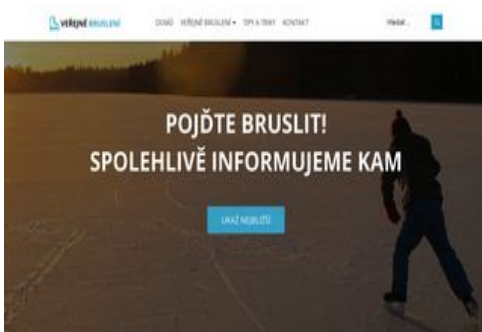 VEŘEJNÉ BRUSLENÍ
DOMŮ VEŘEJNÉ BRUSLENÍ TIPY A TRIKY KONTAKT
Hledat ...
POJĎTE BRUSLIT!
SPOLEHLIVĚ INFORMUJEME KAM
UKAŽ NEJBLIŽŠÍ